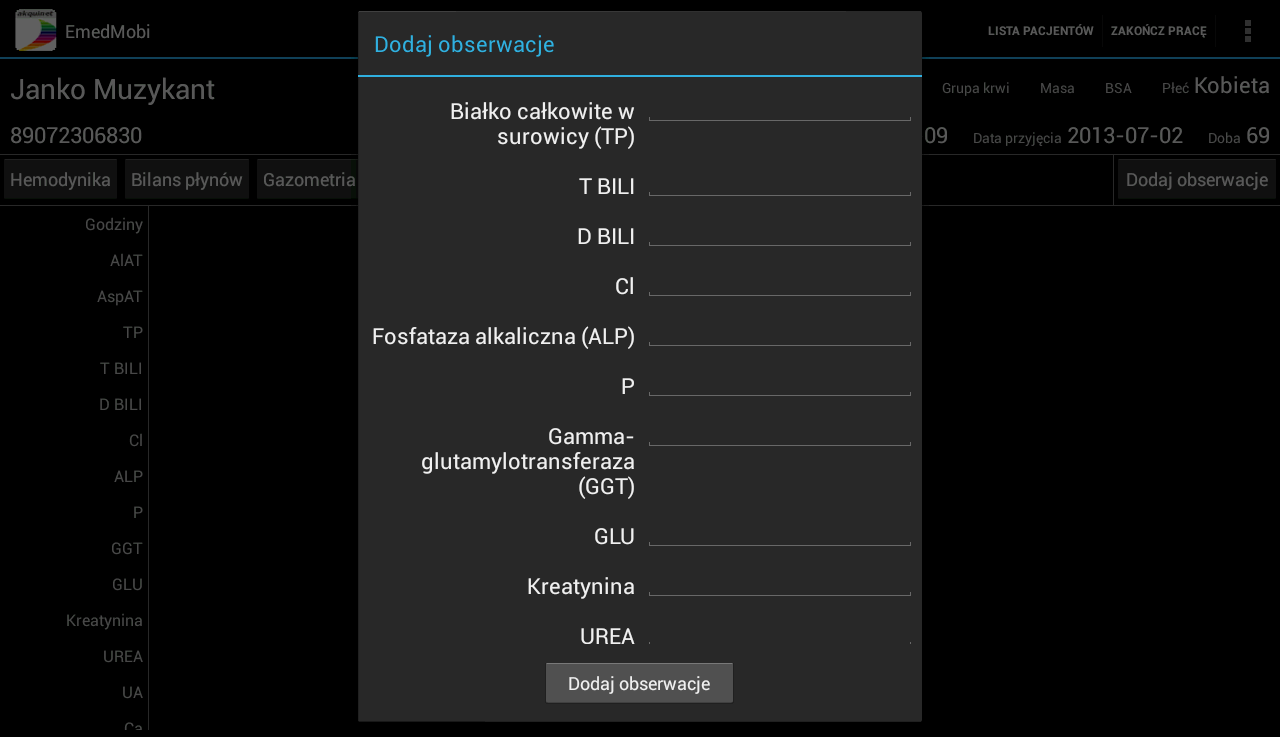 akquinet
EmedMobi
LISTA PACJENTÓW
ZAKOŃCZ PRACĘ
Janko Muzykant
Grupa krwi Masa BSA Płeć Kobieta
89072306830
09 Data przyjęcia 2013-07-02 Doba 69
Hemodynika
Bilans płynów
Gazometria
Dodaj obserwacje
Godziny
AlAT
AspAT
TP
T BILI
D BILI
Cl
ALP
P
GGT
GLU
Kreatynina
UREA
UA
Ca
Dodaj obserwacje
Białko całkowite w
surowicy (TP)
T BILI
D BILI
Cl
Fosfataza alkaliczna (ALP)
P
Gamma-
glutamylotransferaza
(GGT)
GLU
Kreatynina
UREA
Dodaj obserwacje